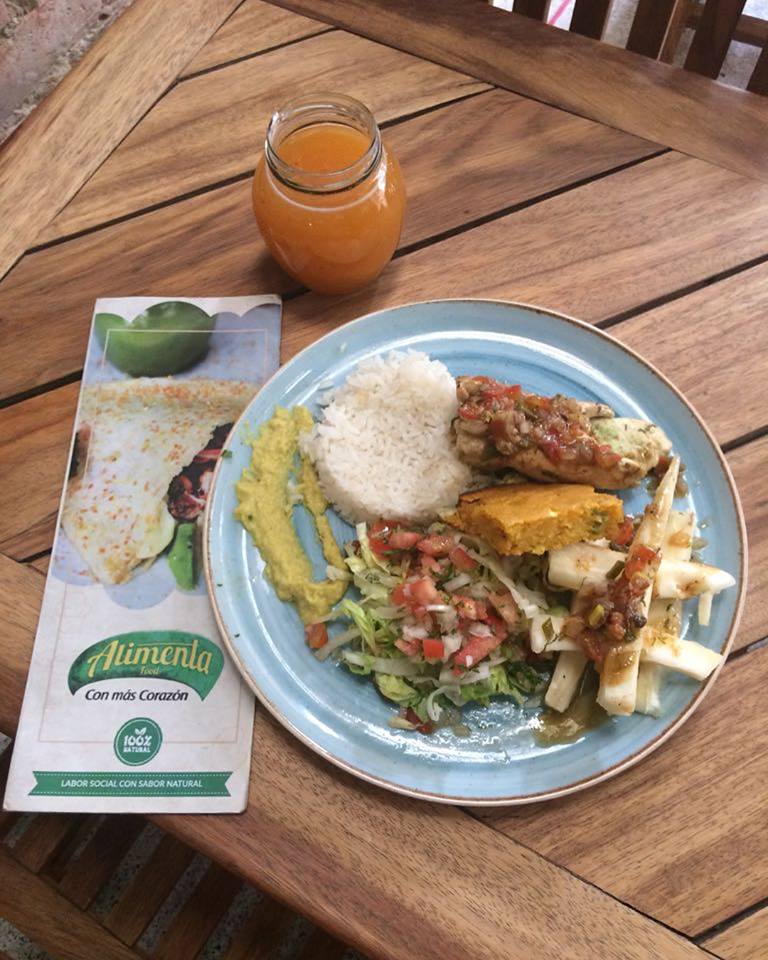 Alimenta
Food
Con más Corazón
100%
NATURAL
LABOR SOCIAL CON SABOR NATURAL